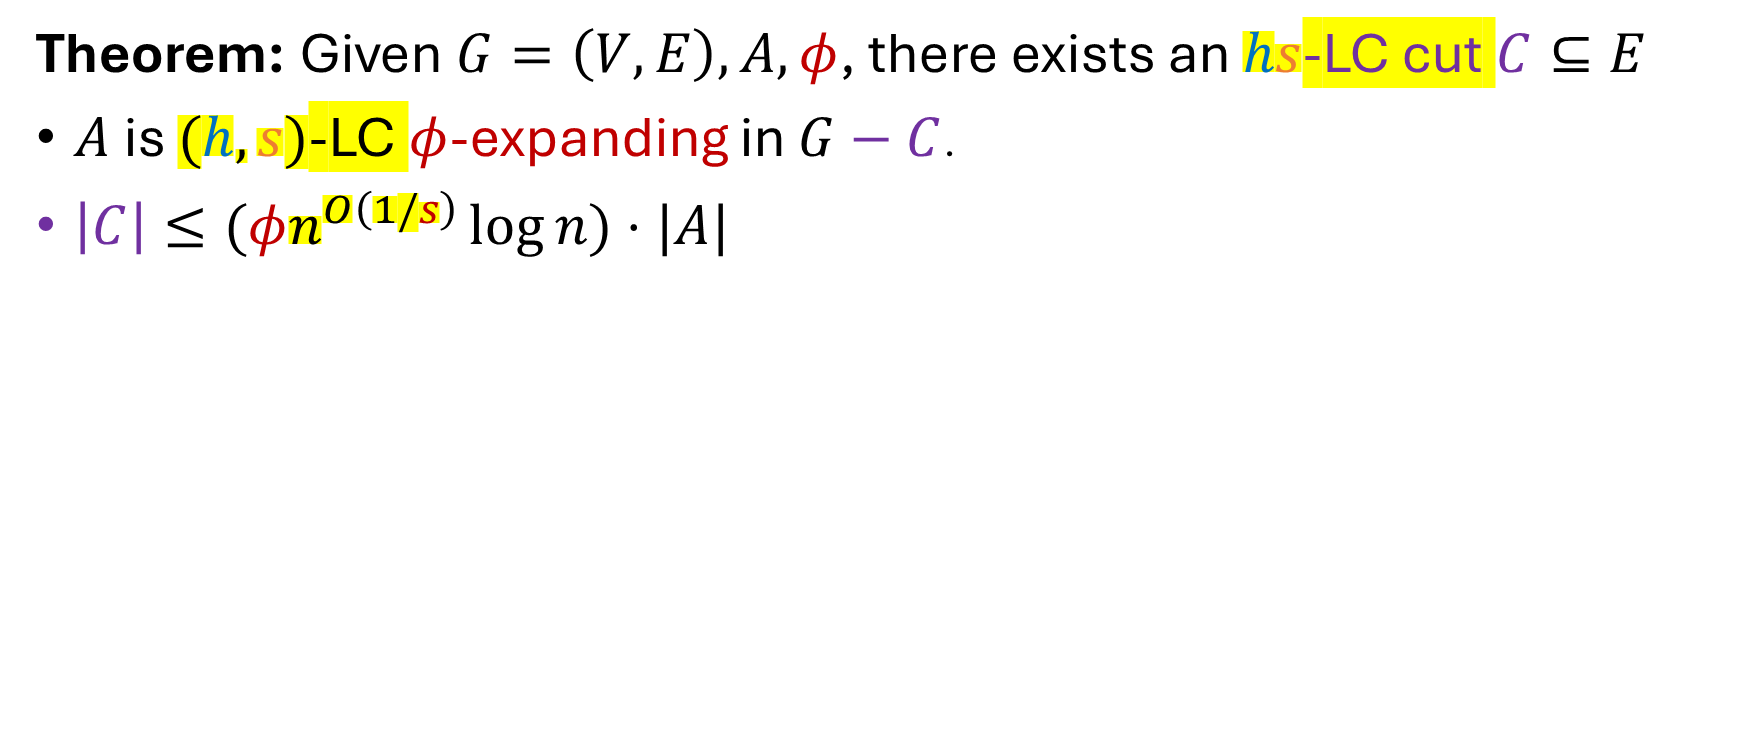 Theorem: Given G = (V, E), A, ϕ, there exists an hs-LC cut C ⊆ E
• A is (h, s)-LC ϕ-expanding in G − C.
• |C| ≤ (ϕn^{O(1/s)} log n) · |A|